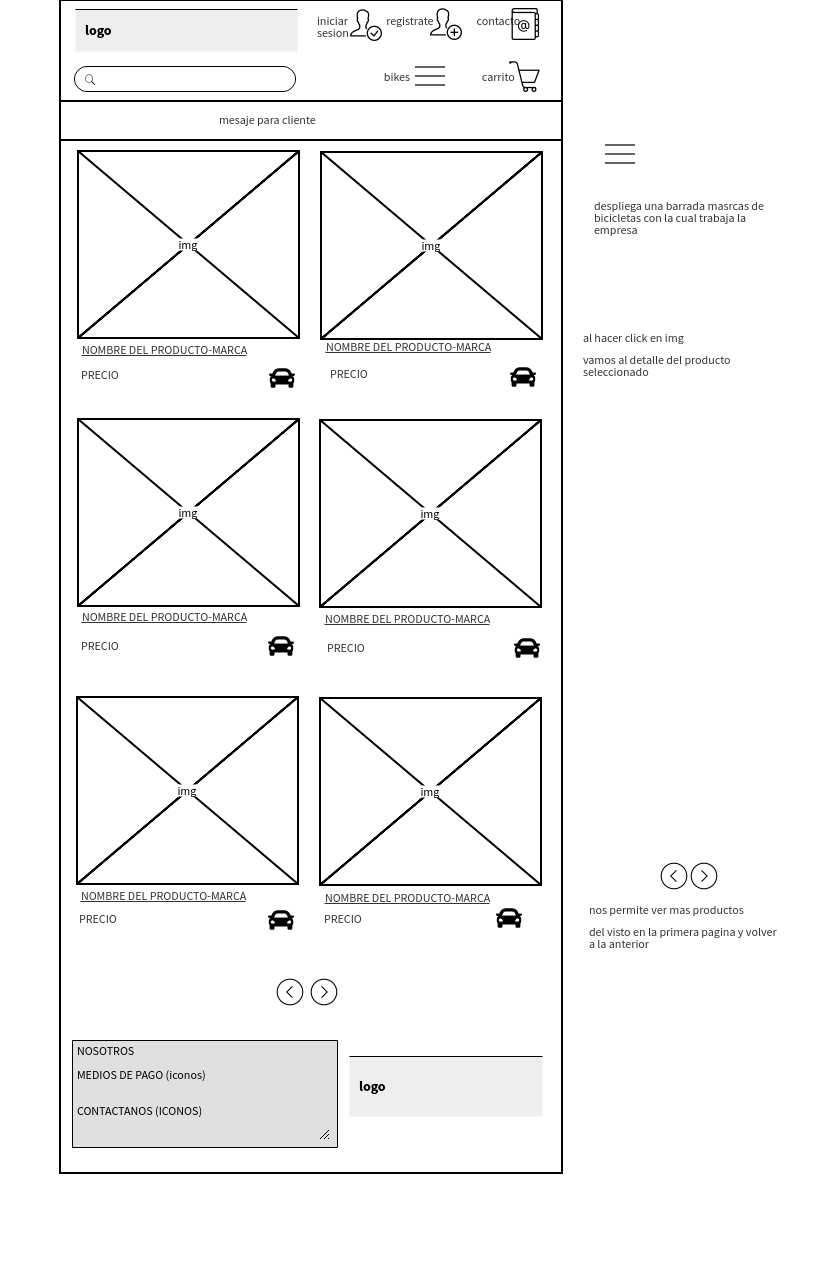 logo
iniciar
sesion
registrate
contacto
@
bikes
carrito
mesaje para cliente
despliega una barrada masrcas de
bicicletas con la cual trabaja la
empresa
img
img
al hacer click en img
vamos al detalle del producto
seleccionado
NOMBRE DEL PRODUCTO-MARCA
NOMBRE DEL PRODUCTO-MARCA
PRECIO
PRECIO
img
img
NOMBRE DEL PRODUCTO-MARCA
NOMBRE DEL PRODUCTO-MARCA
PRECIO
PRECIO
img
img
NOMBRE DEL PRODUCTO-MARCA
NOMBRE DEL PRODUCTO-MARCA
PRECIO
PRECIO
nos permite ver mas productos
del visto en la primera pagina y volver
a la anterior
NOSOTROS
MEDIOS DE PAGO (iconos)
CONTACTANOS (ICONOS)
logo